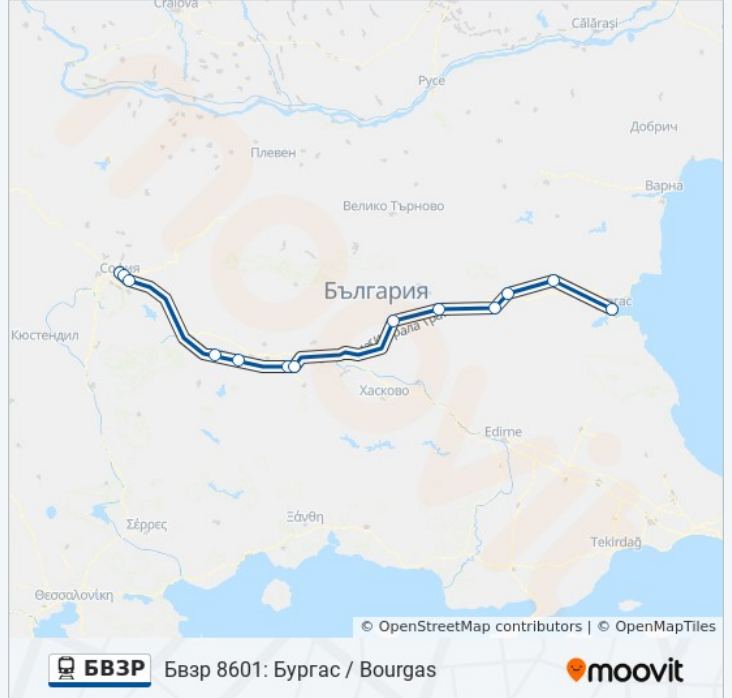 Craiova
Călărași
Русе
Добрич
Плевен
Варна
Велико Търново
София
България
Кюстендил
Хасково
Edirne
Σέρρες
Ξάνθη
Tekirdağ
Θεσσαλονίκη
© OpenStreetMap contributors | © OpenMapTiles
БВЗР Бвзр 8601: Бургас / Bourgas
moovit